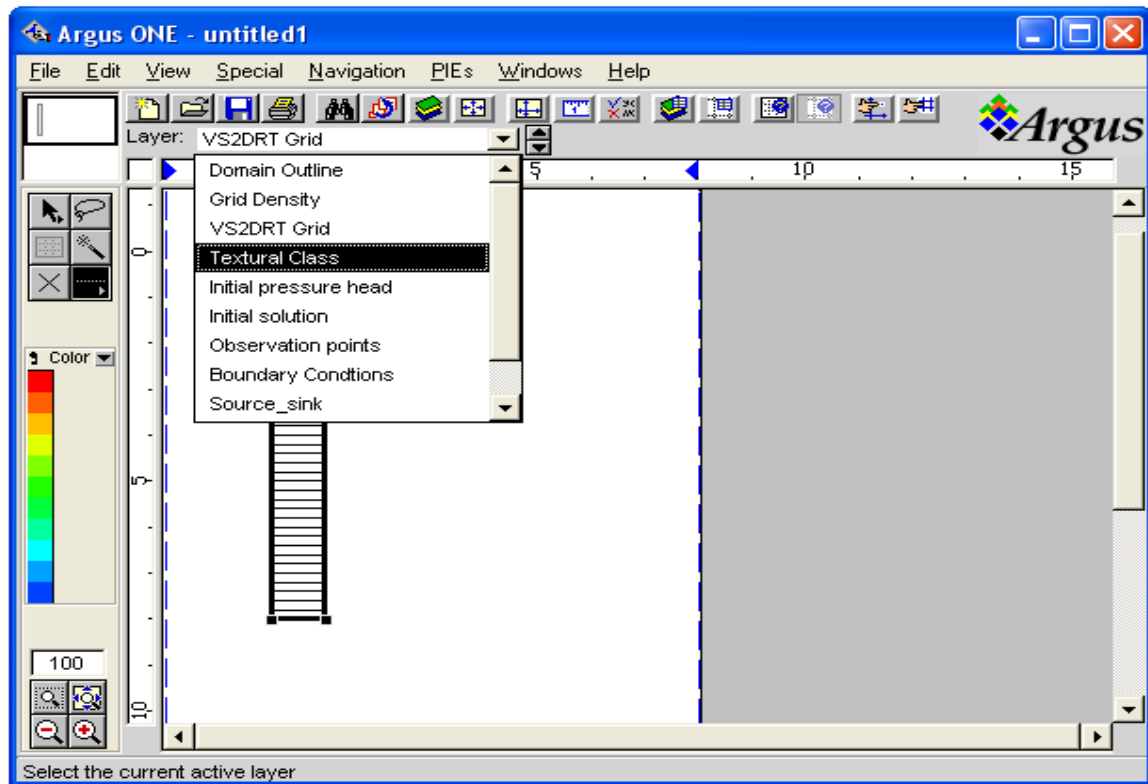 Argus ONE - untitled1
File Edit View Special Navigation PIEs Windows Help
Argus
Layer: VS2DRT Grid
5 10 15
Domain Outline
Grid Density
VS2DRT Grid
Textural Class
Initial pressure head
Initial solution
Observation points
Boundary Condtions
Source_sink
0
5
10
Color
100
Select the current active layer